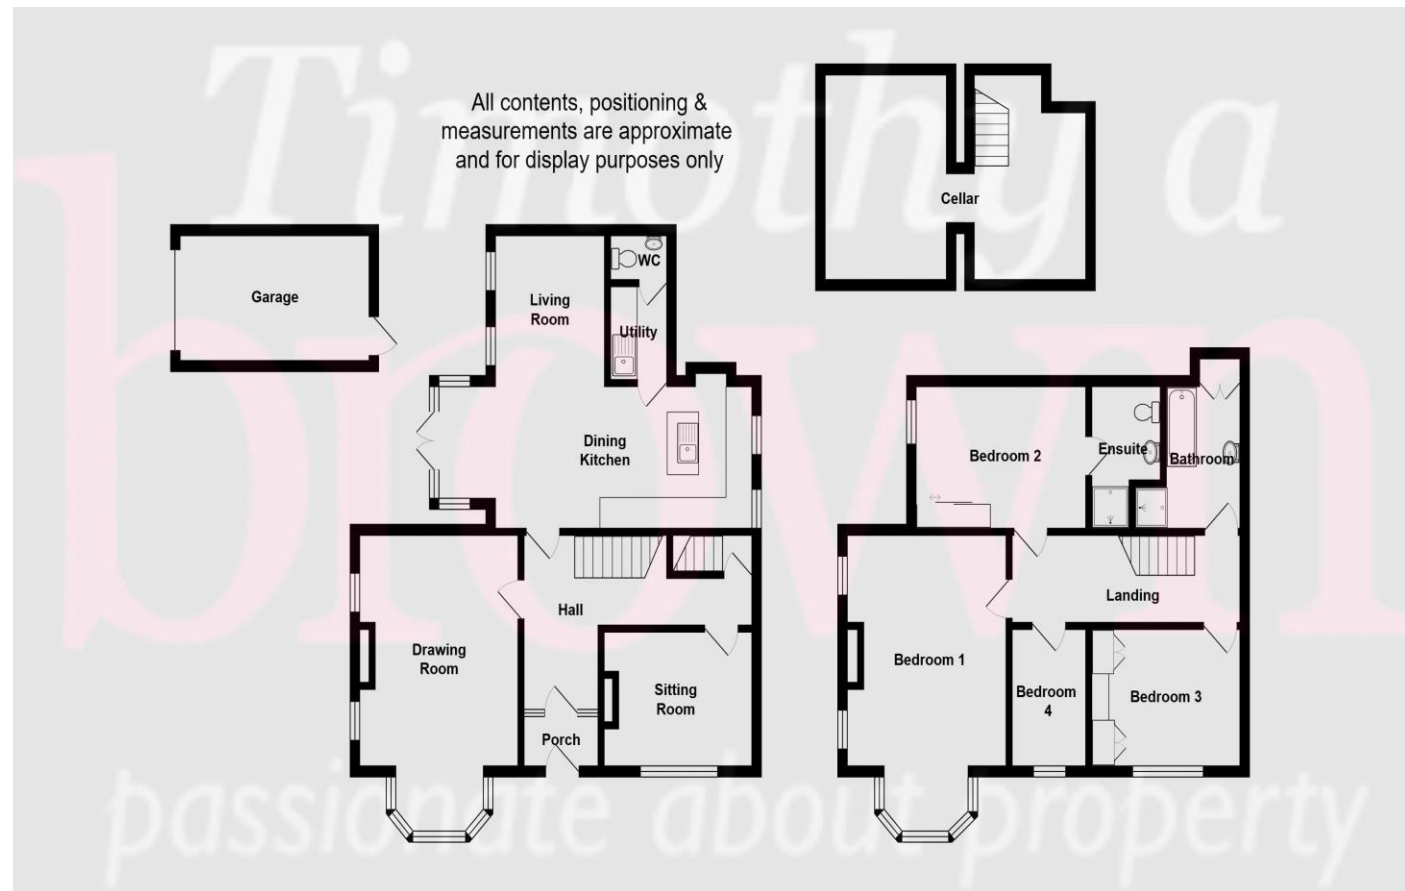 Timothy a
brown
passionate about property
All contents, positioning &
measurements are approximate
and for display purposes only
Cellar
Garage
Living
Room
WC
Utility
Dining
Kitchen
Hall
Drawing
Room
Sitting
Room
Porch
Bedroom 2
Ensuite
Bathroom
Landing
Bedroom 1
Bedroom
4
Bedroom 3